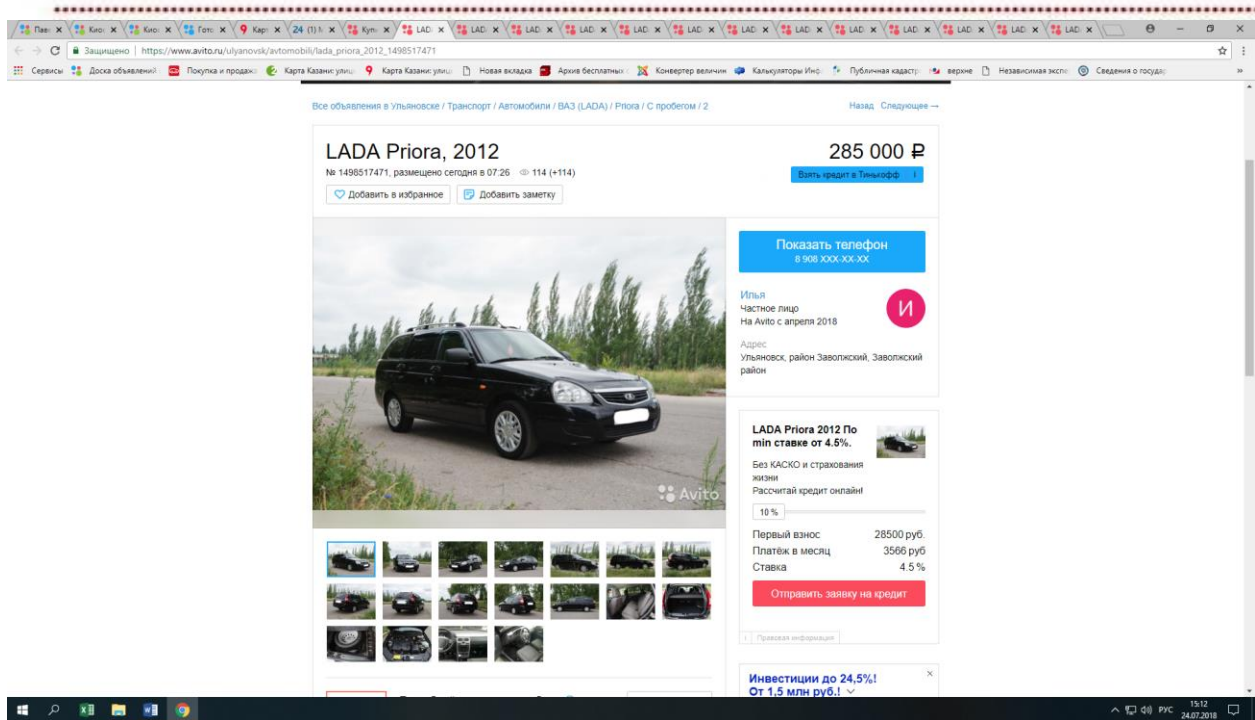 Защищено | https://www.avito.ru/ulyanovsk/avtomobili/lada_priora_2012_1498517471
Сервисы Доска объявлений Покупка и продажа Карта Казани: улиц Карта Казани: улиц Новая вкладка Архив бесплатных Конвертер величин Калькуляторы Инф Публичная кадастр верхне Независимая экспе Сведения о государ
Все объявления в Ульяновске / Транспорт / Автомобили / ВАЗ (LADA) / Priora / С пробегом / 2 Назад Следующее →
LADA Priora, 2012 285 000 ₽
№ 1498517471, размещено сегодня в 07:26 114 (+114) Взять кредит в Тинькофф
Добавить в избранное Добавить заметку
Показать телефон
8 908 XXX-XX-XX
Илья
Частное лицо
На Avito с апреля 2018
И
Адрес
Ульяновск, район Заволжский, Заволжский
район
Avito
LADA Priora 2012 По
min ставке от 4.5%.
Без КАСКО и страхования
жизни
Рассчитай кредит онлайн!
10 %
Первый взнос 28500 руб.
Платёж в месяц 3566 руб
Ставка 4.5 %
Отправить заявку на кредит
Правовая информация
Инвестиции до 24,5%!
От 1,5 млн руб.!
РУС 15:12
24.07.2018